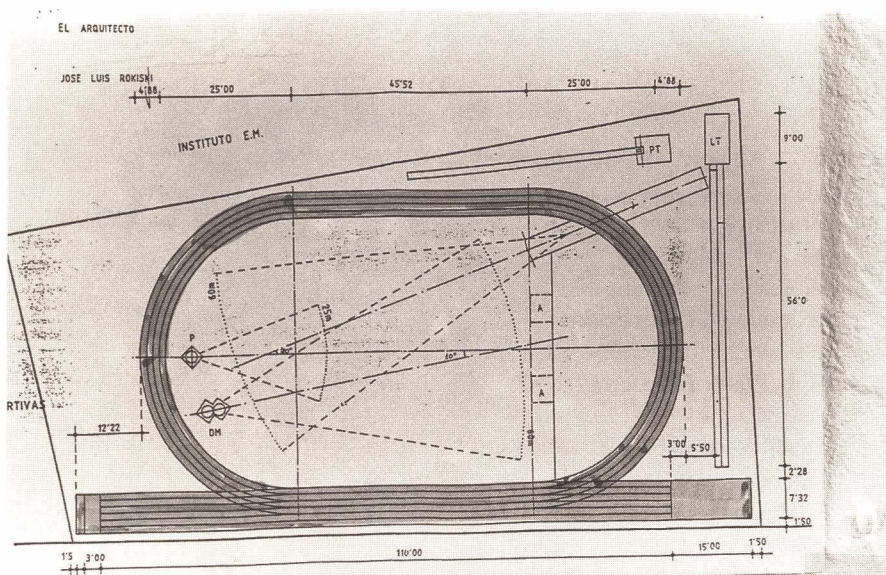 EL ARQUITECTO
JOSE LUIS ROKISKI
4'88 25'00 45'52 25'00 4'88
INSTITUTO E.M.
PT
LT
9'00
60m
25m
A
P
56'0
10°
A
RTIVAS
DM
60m
12'22
3'00
5'50
2'28
7'32
1'50
1'5 3'00 110'00 15'00 1'50